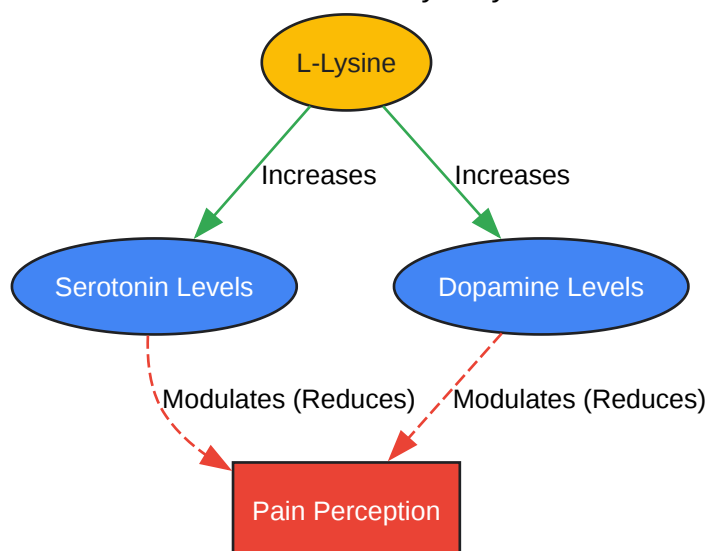 L-Lysine
Increases Increases
Serotonin Levels Dopamine Levels
Modulates (Reduces) Modulates (Reduces)
Pain Perception